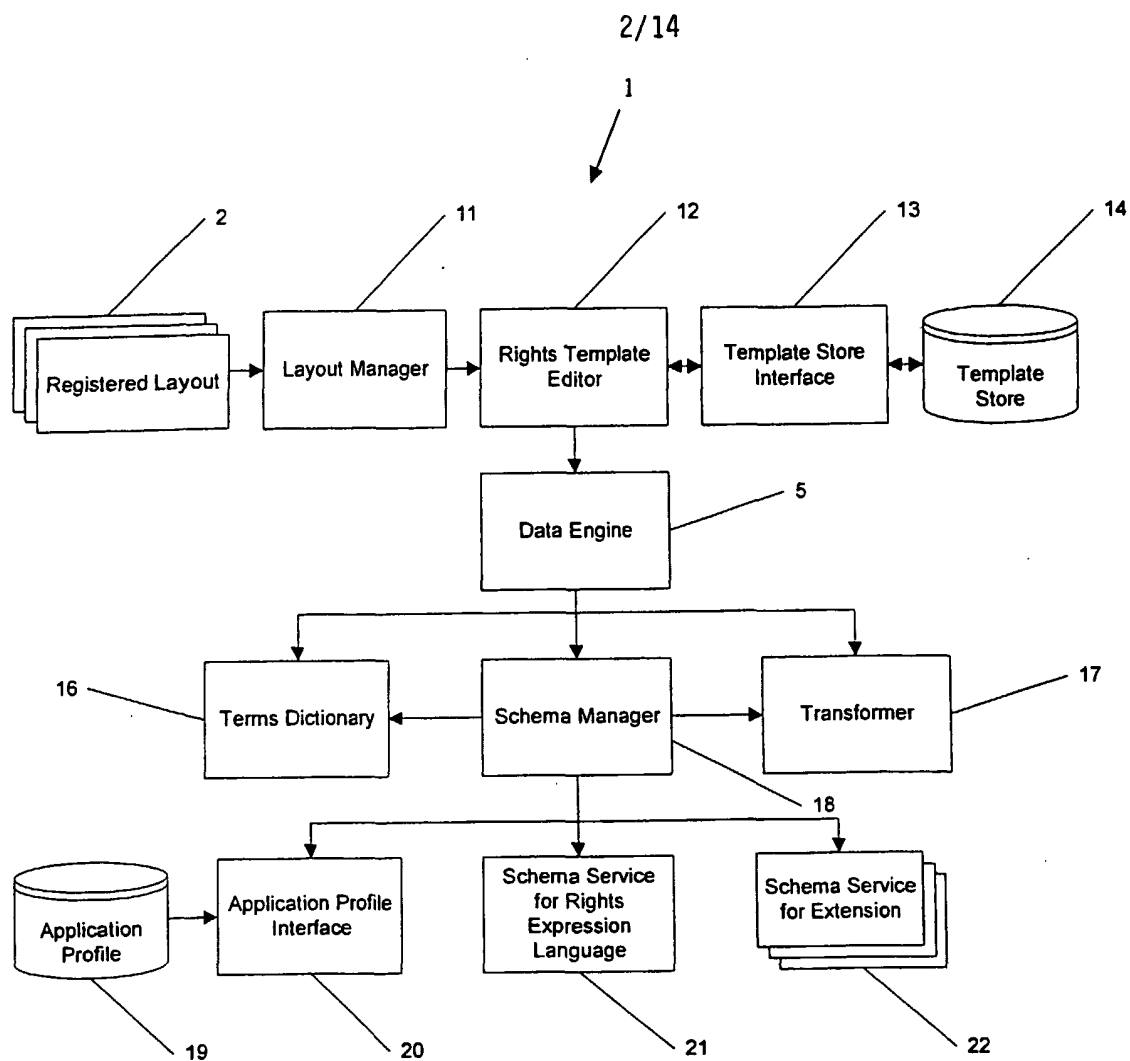 2/14
1
2
11
12
13
14
Registered Layout
Layout Manager
Rights Template
Editor
Template Store
Interface
Template
Store
5
Data Engine
16
Terms Dictionary
Schema Manager
Transformer
17
18
Application
Profile
Application Profile
Interface
Schema Service
for Rights
Expression
Language
Schema Service
for Extension
19
20
21
22